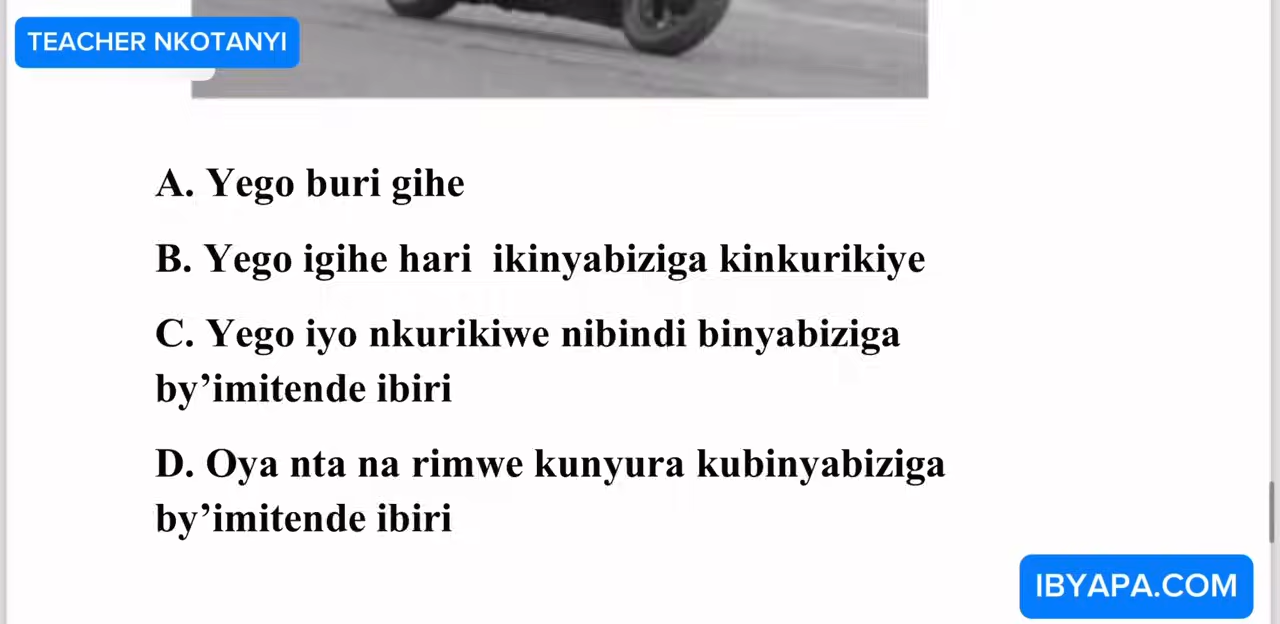 TEACHER NKOTANYI
A. Yego buri gihe
B. Yego igihe hari ikinyabiziga kinkurikiye
C. Yego iyo nkurikiwe nibindi binyabiziga
by’imitende ibiri
D. Oya nta na rimwe kunyura kubinyabiziga
by’imitende ibiri
IBYAPA.COM